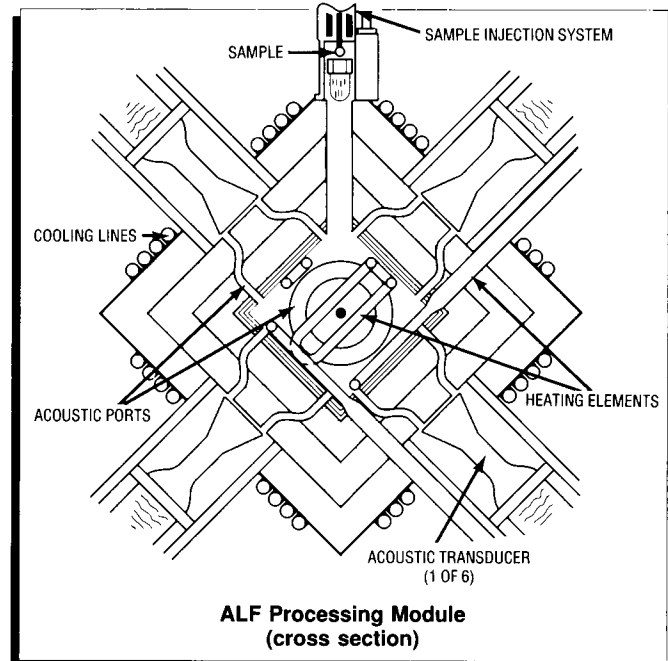 SAMPLE INJECTION SYSTEM
SAMPLE
COOLING LINES
ACOUSTIC PORTS
HEATING ELEMENTS
ACOUSTIC TRANSDUCER
(1 OF 6)
ALF Processing Module
(cross section)